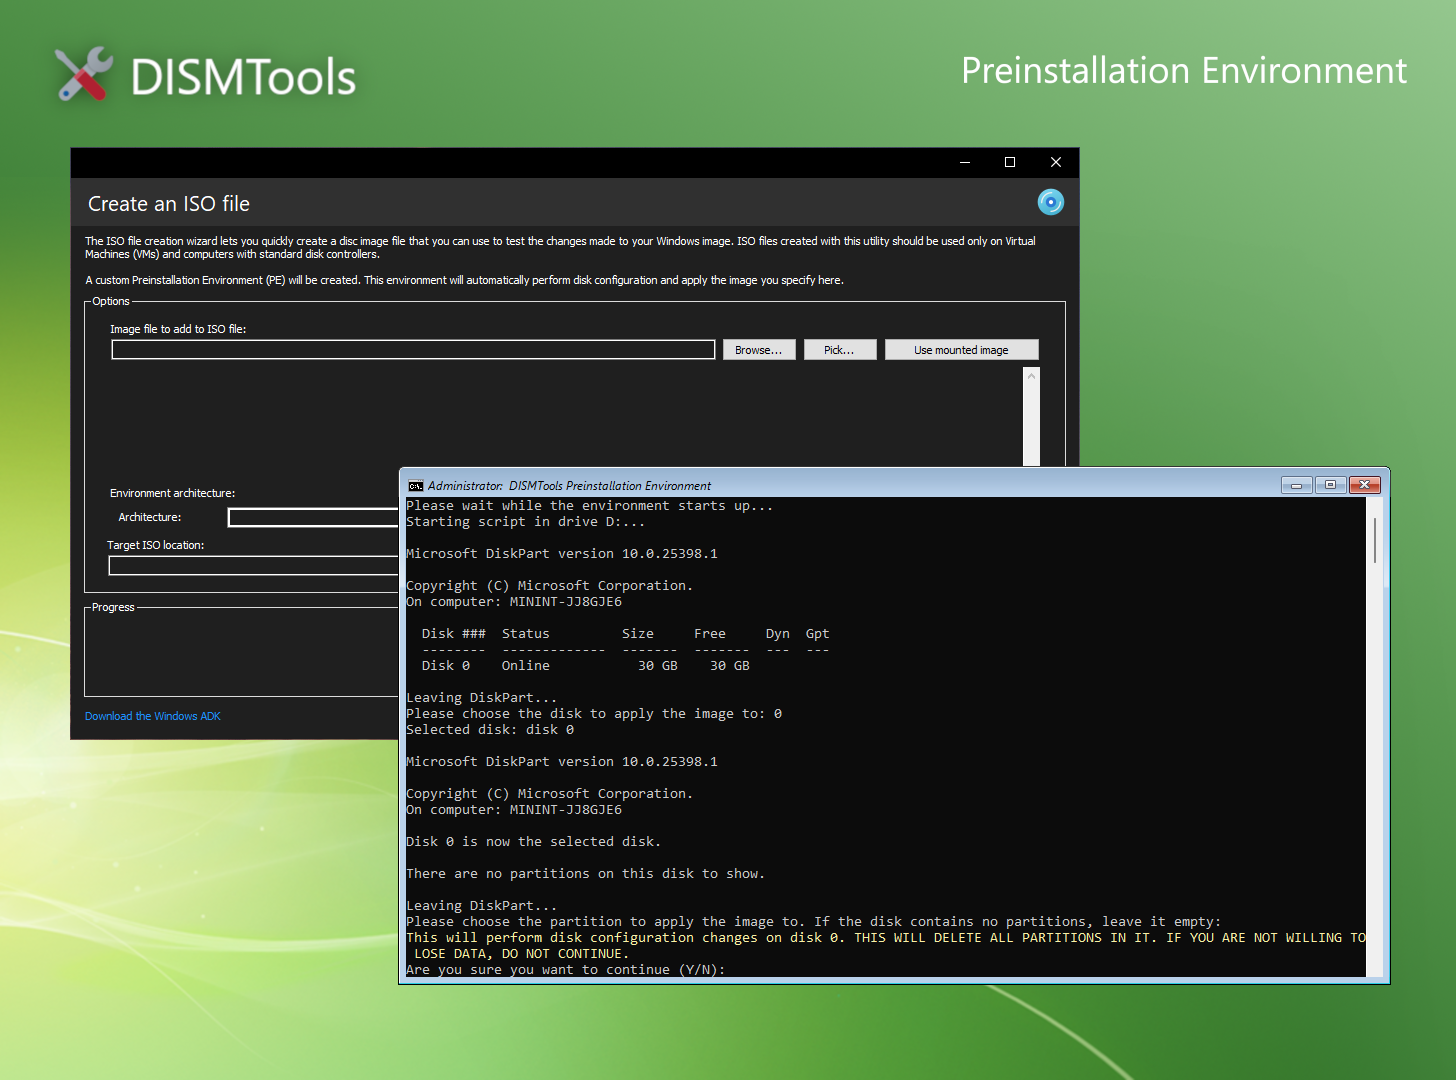 DISMTools
Preinstallation Environment
Create an ISO file
The ISO file creation wizard lets you quickly create a disc image file that you can use to test the changes made to your Windows image. ISO files created with this utility should be used only on Virtual
Machines (VMs) and computers with standard disk controllers.
A custom Preinstallation Environment (PE) will be created. This environment will automatically perform disk configuration and apply the image you specify here.
Options
Image file to add to ISO file:
Browse... Pick... Use mounted image
Environment architecture:
Architecture:
Target ISO location:
Progress
Download the Windows ADK
C:\. Administrator: DISMTools Preinstallation Environment
Please wait while the environment starts up...
Starting script in drive D:...
Microsoft DiskPart version 10.0.25398.1
Copyright (C) Microsoft Corporation.
On computer: MININT-JJ8GJE6
Disk ### Status Size Free Dyn Gpt
-------- ------------- ------- ------- --- ---
Disk 0 Online 30 GB 30 GB
Leaving DiskPart...
Please choose the disk to apply the image to: 0
Selected disk: disk 0
Microsoft DiskPart version 10.0.25398.1
Copyright (C) Microsoft Corporation.
On computer: MININT-JJ8GJE6
Disk 0 is now the selected disk.
There are no partitions on this disk to show.
Leaving DiskPart...
Please choose the partition to apply the image to. If the disk contains no partitions, leave it empty:
This will perform disk configuration changes on disk 0. THIS WILL DELETE ALL PARTITIONS IN IT. IF YOU ARE NOT WILLING TO
LOSE DATA, DO NOT CONTINUE.
Are you sure you want to continue (Y/N):